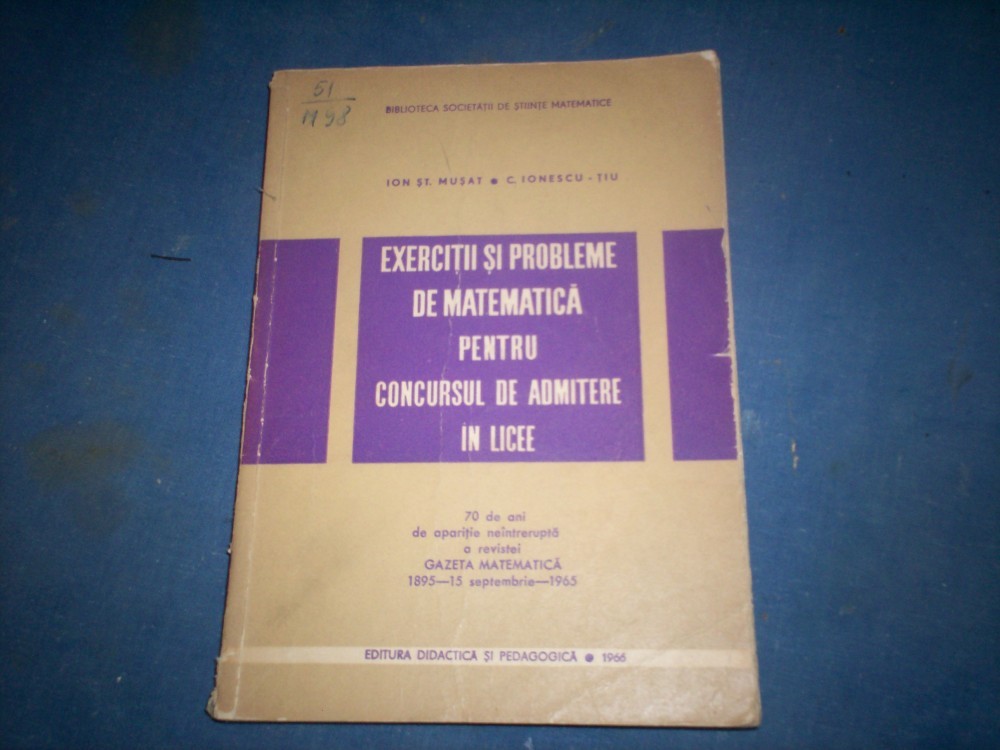 51
M 98
BIBLIOTECA SOCIETĂȚII DE ȘTIINȚE MATEMATICE
ION ȘT. MUȘAT • C. IONESCU - ȚIU
EXERCIȚII ȘI PROBLEME
DE MATEMATICĂ
PENTRU
CONCURSUL DE ADMITERE
IN LICEE
70 de ani
de apariție neîntreruptă
a revistei
GAZETA MATEMATICĂ
1895—15 septembrie—1965
EDITURA DIDACTICĂ ȘI PEDAGOGICĂ • 1966